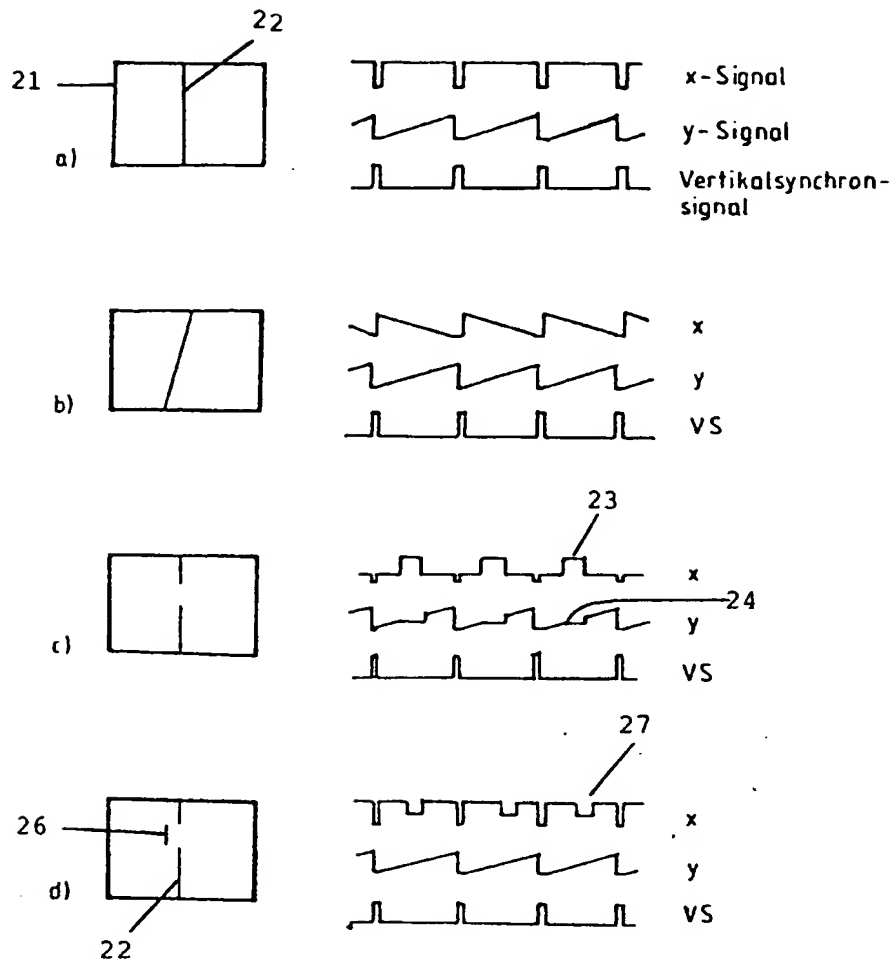 22
21
x-Signal
y-Signal
a)
Vertikalsynchron-
signal
x
y
b)
VS
23
x
24
y
c)
VS
27
26
x
y
d)
VS
22